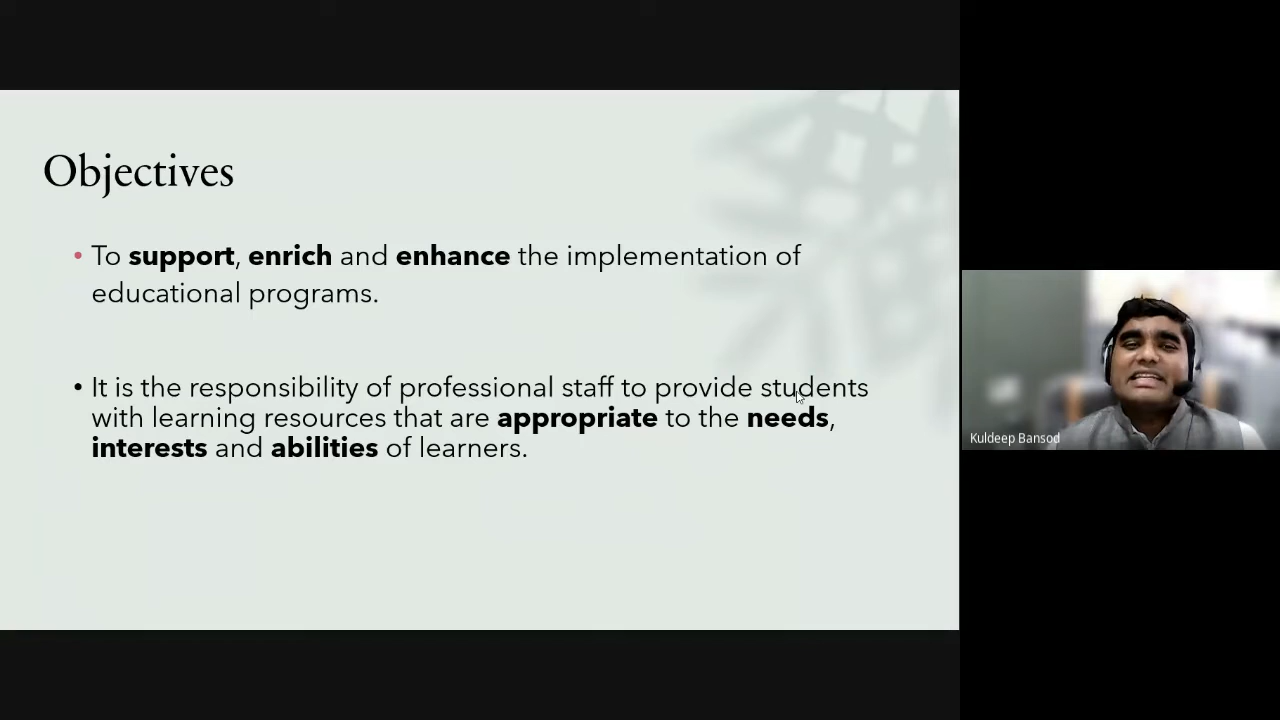 Objectives
• To support, enrich and enhance the implementation of
educational programs.
• It is the responsibility of professional staff to provide students
with learning resources that are appropriate to the needs,
interests and abilities of learners.
Kuldeep Bansod